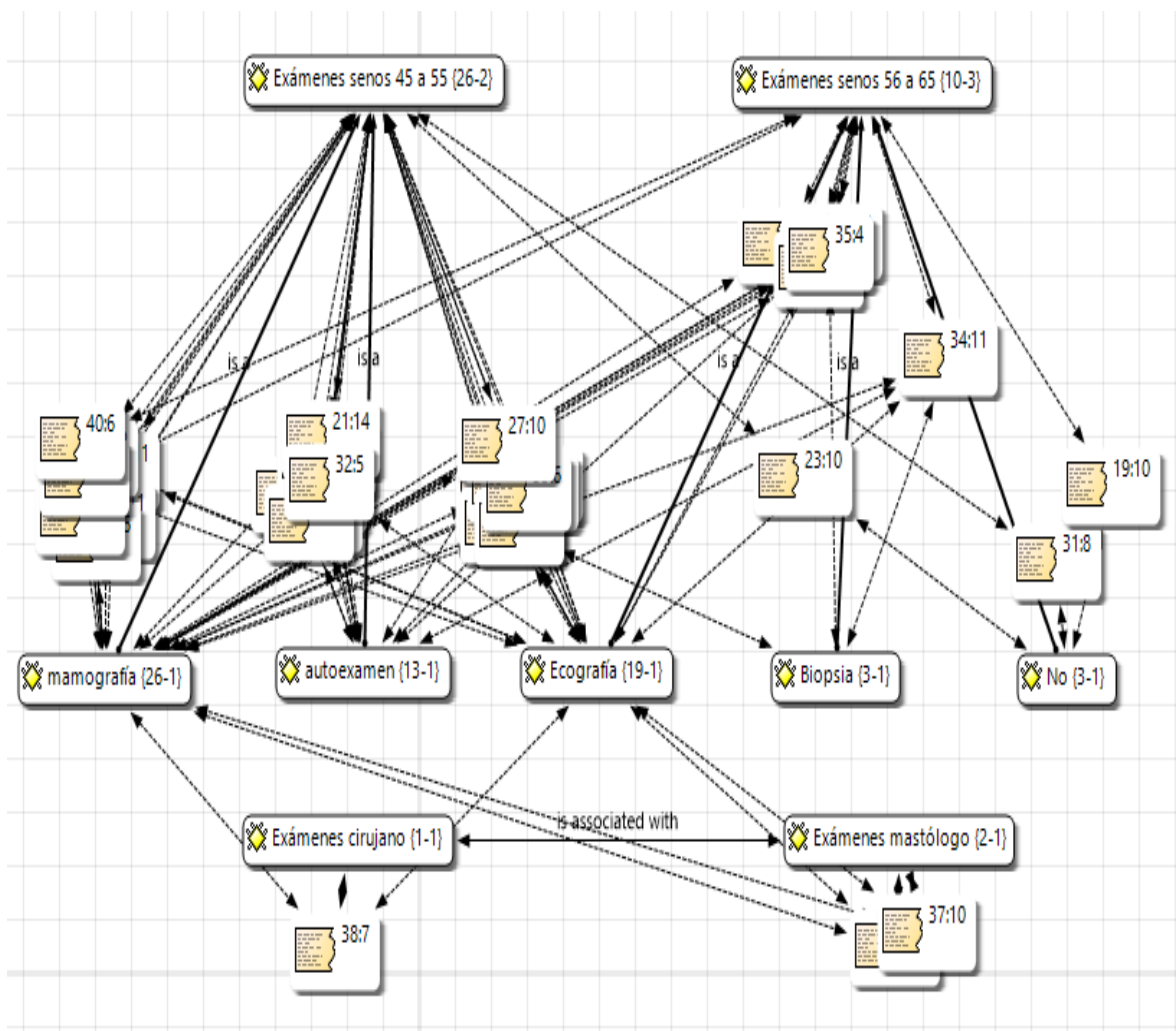 Exámenes senos 45 a 55 {26-2}
Exámenes senos 56 a 65 {10-3}
35:4
34:11
is a
is a
is a
is a
40:6
21:14
27:10
1
32:5
23:10
19:10
31:8
mamografía {26-1}
autoexamen {13-1}
Ecografía {19-1}
Biopsia {3-1}
No {3-1}
is associated with
Exámenes cirujano {1-1}
Exámenes mastólogo {2-1}
38:7
37:10